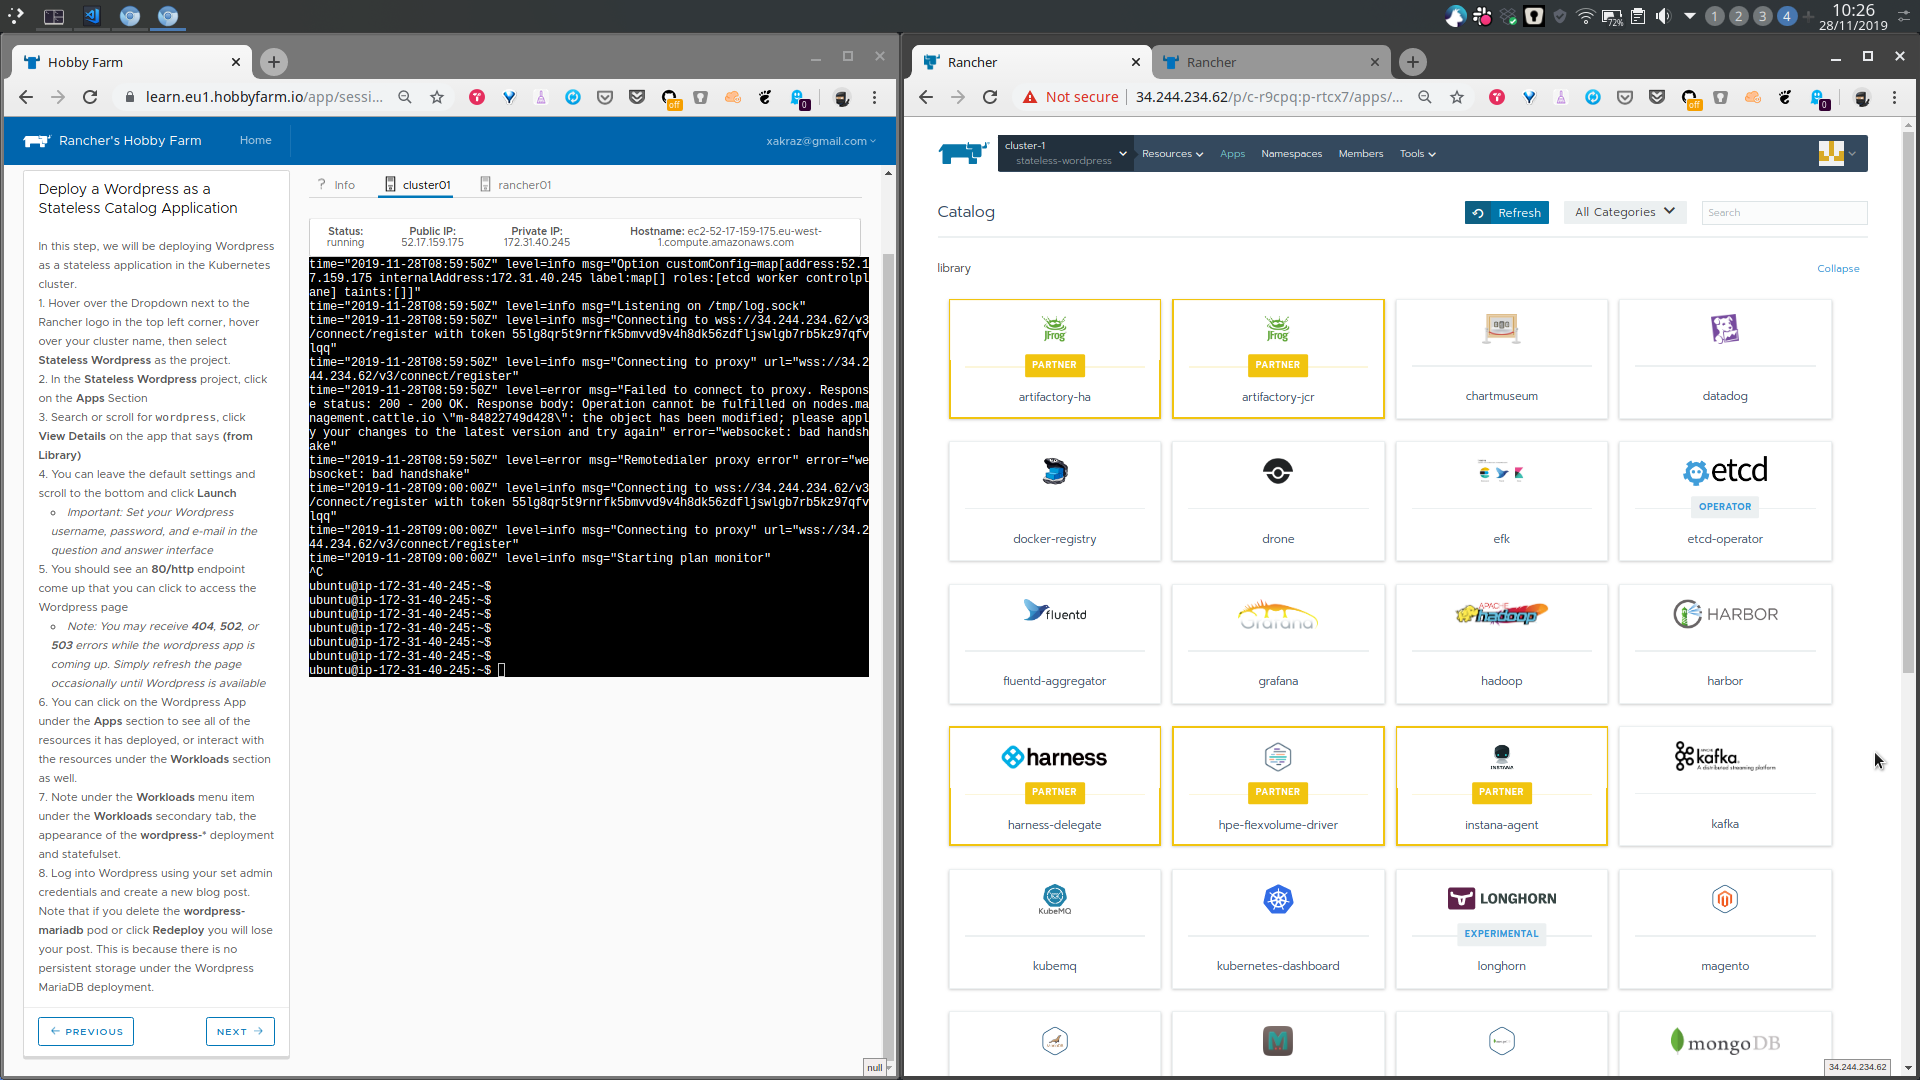 72%
1 2 3 4
10:26
28/11/2019
Hobby Farm
learn.eu1.hobbyfarm.io/app/sessi...
off
0
Rancher's Hobby Farm
Home
xakraz@gmail.com
Deploy a Wordpress as a
Stateless Catalog Application
In this step, we will be deploying Wordpress
as a stateless application in the Kubernetes
cluster.
1. Hover over the Dropdown next to the
Rancher logo in the top left corner, hover
over your cluster name, then select
Stateless Wordpress as the project.
2. In the Stateless Wordpress project, click
on the Apps Section
3. Search or scroll for wordpress, click
View Details on the app that says (from
Library)
4. You can leave the default settings and
scroll to the bottom and click Launch
Important: Set your Wordpress
username, password, and e-mail in the
question and answer interface
5. You should see an 80/http endpoint
come up that you can click to access the
Wordpress page
Note: You may receive 404, 502, or
503 errors while the wordpress app is
coming up. Simply refresh the page
occasionally until Wordpress is available
6. You can click on the Wordpress App
under the Apps section to see all of the
resources it has deployed, or interact with
the resources under the Workloads section
as well.
7. Note under the Workloads menu item
under the Workloads secondary tab, the
appearance of the wordpress-* deployment
and statefulset.
8. Log into Wordpress using your set admin
credentials and create a new blog post.
Note that if you delete the wordpress-
mariadb pod or click Redeploy you will lose
your post. This is because there is no
persistent storage under the Wordpress
MariaDB deployment.
PREVIOUS
NEXT
? Info
cluster01
rancher01
Status:
running
Public IP:
52.17.159.175
Private IP:
172.31.40.245
Hostname: ec2-52-17-159-175.eu-west-
1.compute.amazonaws.com
time="2019-11-28T08:59:50Z" level=info msg="Option customConfig=map[address:52.1
7.159.175 internalAddress:172.31.40.245 label:map[] roles:[etcd worker controlpl
ane] taints:[]]"
time="2019-11-28T08:59:50Z" level=info msg="Listening on /tmp/log.sock"
time="2019-11-28T08:59:50Z" level=info msg="Connecting to wss://34.244.234.62/v3
/connect/register with token 55lg8qr5t9rnrfk5bmvvd9v4h8dk56zdfljswlgb7rb5kz97qfv
lqq"
time="2019-11-28T08:59:50Z" level=info msg="Connecting to proxy" url="wss://34.2
44.234.62/v3/connect/register"
time="2019-11-28T08:59:50Z" level=error msg="Failed to connect to proxy. Respons
e status: 200 - 200 OK. Response body: Operation cannot be fulfilled on nodes.ma
nagement.cattle.io \"m-84822749d428\": the object has been modified; please appl
y your changes to the latest version and try again" error="websocket: bad handsh
ake"
time="2019-11-28T08:59:50Z" level=error msg="Remotedialer proxy error" error="we
bsocket: bad handshake"
time="2019-11-28T09:00:00Z" level=info msg="Connecting to wss://34.244.234.62/v3
/connect/register with token 55lg8qr5t9rnrfk5bmvvd9v4h8dk56zdfljswlgb7rb5kz97qfv
lqq"
time="2019-11-28T09:00:00Z" level=info msg="Connecting to proxy" url="wss://34.2
44.234.62/v3/connect/register"
time="2019-11-28T09:00:00Z" level=info msg="Starting plan monitor"
^C
ubuntu@ip-172-31-40-245:~$
ubuntu@ip-172-31-40-245:~$
ubuntu@ip-172-31-40-245:~$
ubuntu@ip-172-31-40-245:~$
ubuntu@ip-172-31-40-245:~$
ubuntu@ip-172-31-40-245:~$
ubuntu@ip-172-31-40-245:~$
null
Rancher
Rancher
Not secure
34.244.234.62/p/c-r9cpq:p-rtcx7/apps/...
off
0
cluster-1
stateless-wordpress
Resources
Apps
Namespaces
Members
Tools
Catalog
Refresh
All Categories
Search
library
Collapse
JFrog
PARTNER
artifactory-ha
JFrog
PARTNER
artifactory-jcr
chartmuseum
datadog
docker-registry
drone
efk
etcd
OPERATOR
etcd-operator
fluentd
fluentd-aggregator
Grafana
grafana
APACHE
hadoop
hadoop
HARBOR
harbor
harness
PARTNER
harness-delegate
PARTNER
hpe-flexvolume-driver
INSTANA
PARTNER
instana-agent
kafka
A distributed streaming platform
kafka
KubeMQ
kubemq
kubernetes-dashboard
LONGHORN
EXPERIMENTAL
longhorn
magento
mongoDB
34.244.234.62